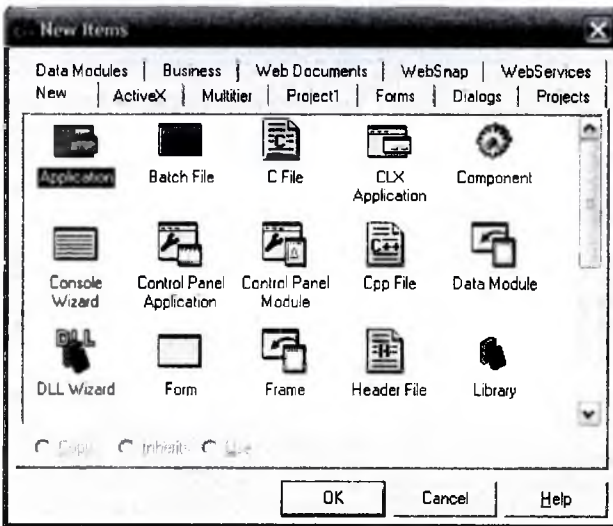 New Items
Data Modules | Business | Web Documents | WebSnap | WebServices
New | ActiveX | Multitier | Project1 | Forms | Dialogs | Projects
Application Batch File C File CLX Application Component
Console Wizard Control Panel Application Control Panel Module Cpp File Data Module
DLL Wizard Form Frame Header File Library
Copy Inherit Use
OK Cancel Help